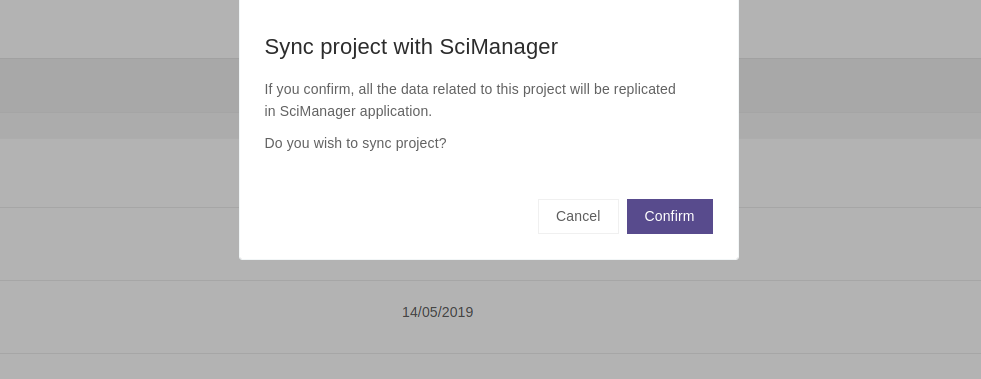 Sync project with SciManager
If you confirm, all the data related to this project will be replicated
in SciManager application.
Do you wish to sync project?
Cancel
Confirm
14/05/2019